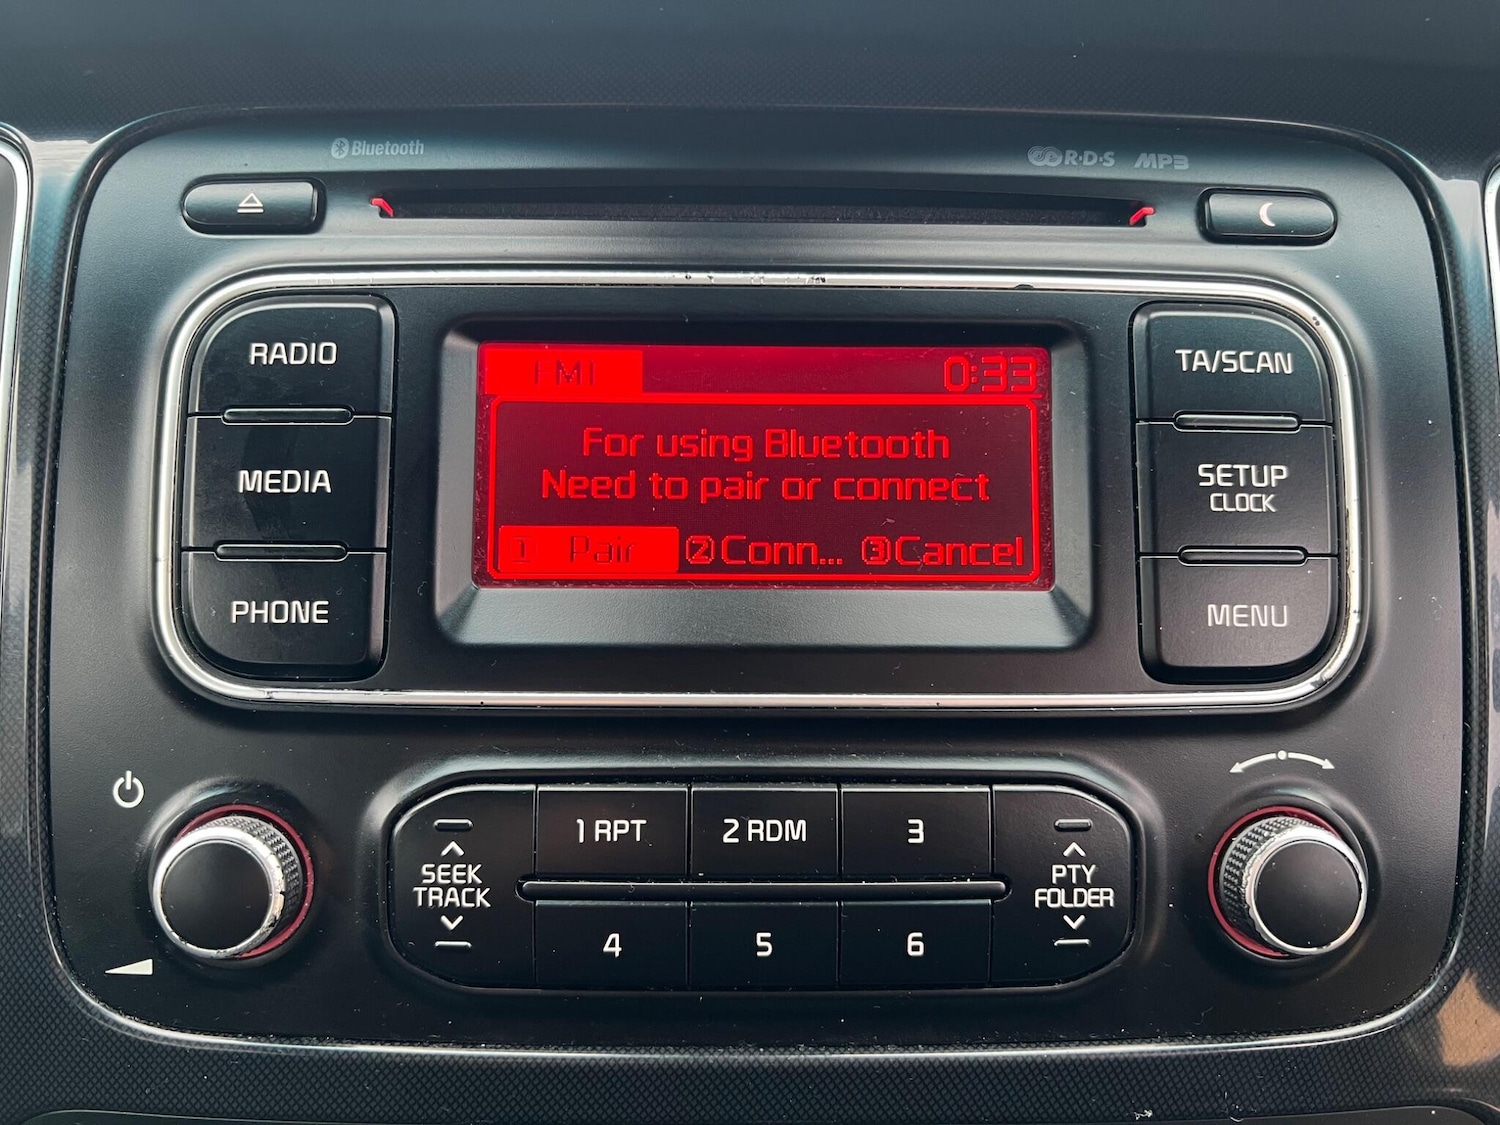 Bluetooth
R·D·S MP3
RADIO
MEDIA
PHONE
FM1 0:33
For using Bluetooth
Need to pair or connect
1 Pair 2 Conn... 3 Cancel
TA/SCAN
SETUP
CLOCK
MENU
SEEK
TRACK
1 RPT 2 RDM 3
4 5 6
PTY
FOLDER